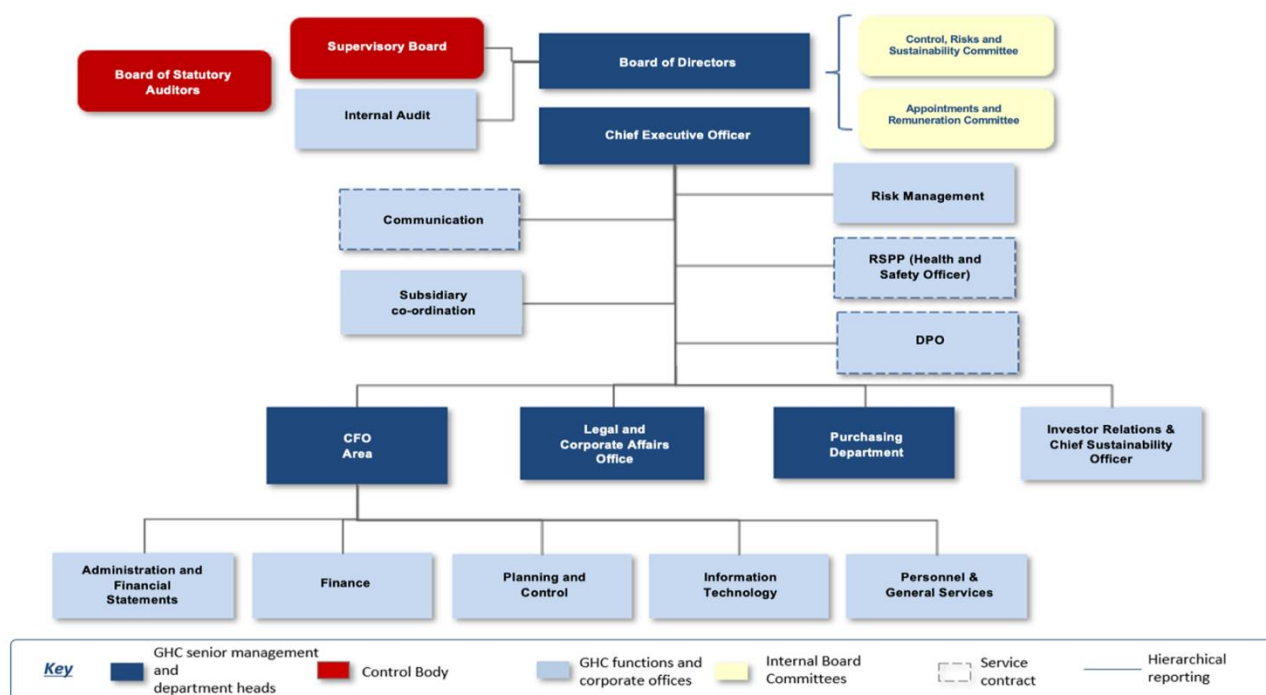 Supervisory Board
Board of Directors
Control, Risks and
Sustainability Committee
Board of Statutory
Auditors
Internal Audit
Chief Executive Officer
Appointments and
Remuneration Committee
Communication
Risk Management
RSPP (Health and
Safety Officer)
Subsidiary
co-ordination
DPO
CFO
Area
Legal and
Corporate Affairs
Office
Purchasing
Department
Investor Relations &
Chief Sustainability
Officer
Administration and
Financial
Statements
Finance
Planning and
Control
Information
Technology
Personnel &
General Services
Key
GHC senior management
and
department heads
Control Body
GHC functions and
corporate offices
Internal Board
Committees
Service
contract
Hierarchical
reporting